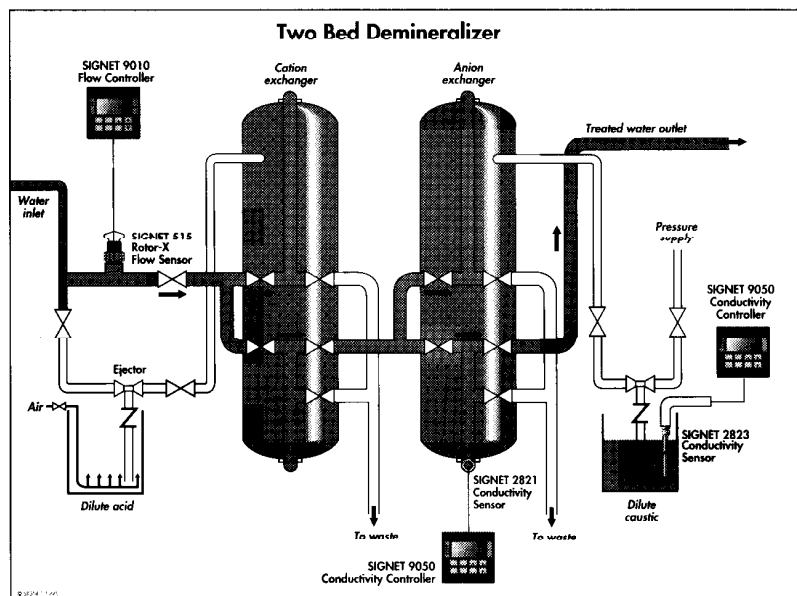 Two Bed Demineralizer
SIGNET 9010
Flow Controller
Cation
exchanger
Anion
exchanger
Treated water outlet
Water
inlet
SIGNET 515
Rotor-X
Flow Sensor
Pressure
supply
SIGNET 9050
Conductivity
Controller
Ejector
Air
Dilute acid
SIGNET 2821
Conductivity
Sensor
SIGNET 2823
Conductivity
Sensor
Dilute
caustic
To waste
To waste
SIGNET 9050
Conductivity Controller